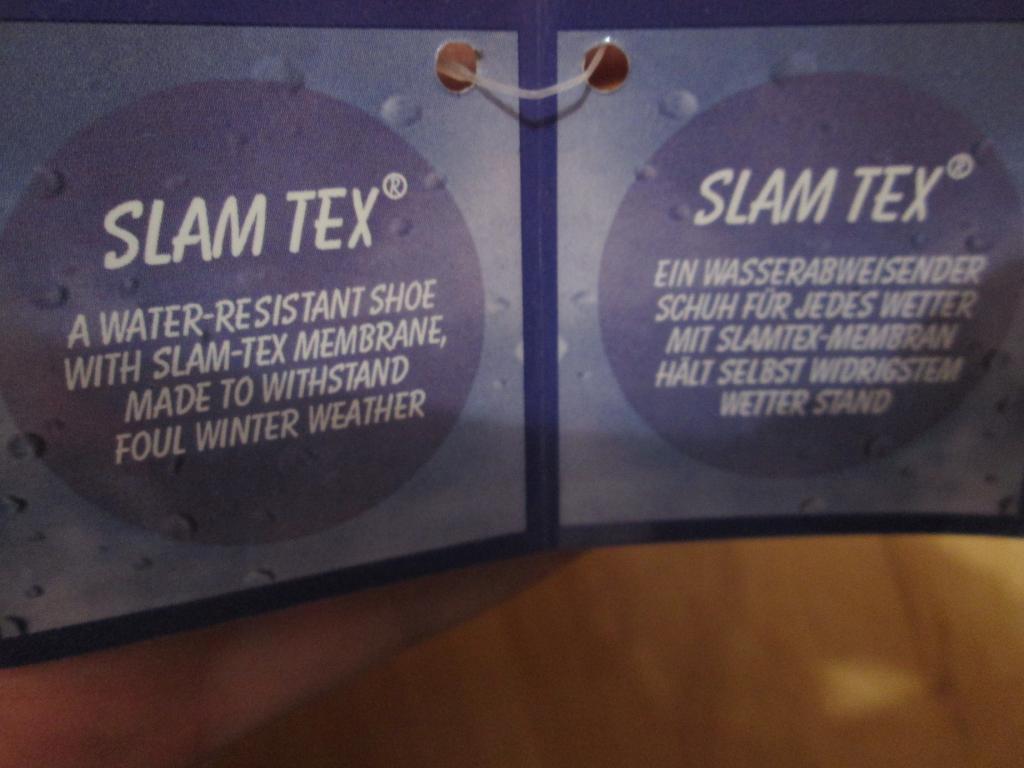 SLAM TEX®
A WATER-RESISTANT SHOE
WITH SLAM-TEX MEMBRANE,
MADE TO WITHSTAND
FOUL WINTER WEATHER
SLAM TEX®
EIN WASSERABWEISENDER
SCHUH FÜR JEDES WETTER
MIT SLAMTEX-MEMBRAN
HÄLT SELBST WIDRIGSTEM
WETTER STAND